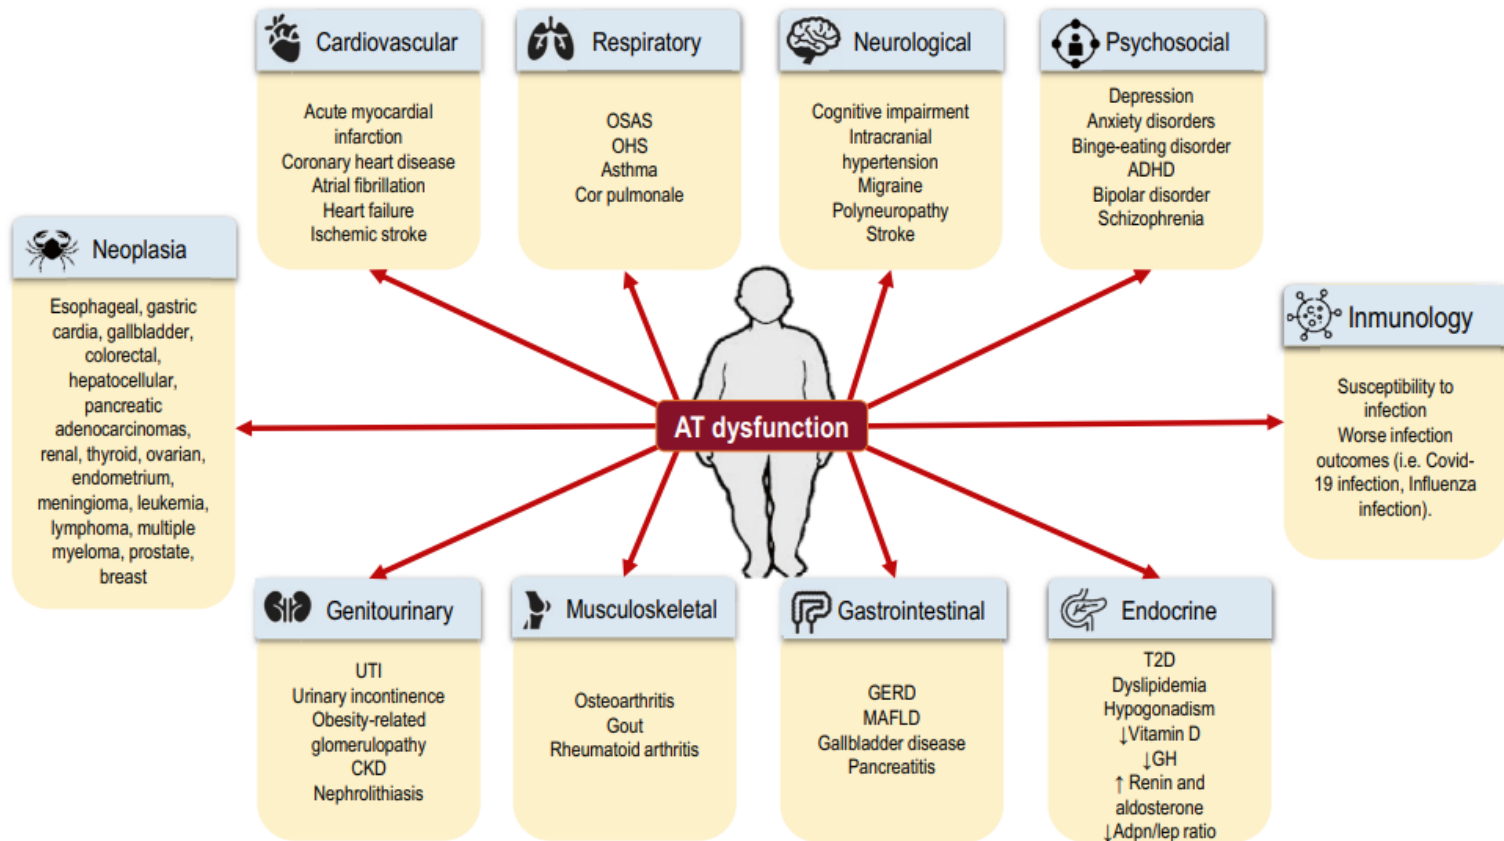 Cardiovascular
Acute myocardial
infarction
Coronary heart disease
Atrial fibrillation
Heart failure
Ischemic stroke
Respiratory
OSAS
OHS
Asthma
Cor pulmonale
Neurological
Cognitive impairment
Intracranial
hypertension
Migraine
Polyneuropathy
Stroke
Psychosocial
Depression
Anxiety disorders
Binge-eating disorder
ADHD
Bipolar disorder
Schizophrenia
Neoplasia
Esophageal, gastric
cardia, gallbladder,
colorectal,
hepatocellular,
pancreatic
adenocarcinomas,
renal, thyroid, ovarian,
endometrium,
meningioma, leukemia,
lymphoma, multiple
myeloma, prostate,
breast
AT dysfunction
Inmunology
Susceptibility to
infection
Worse infection
outcomes (i.e. Covid-
19 infection, Influenza
infection).
Genitourinary
UTI
Urinary incontinence
Obesity-related
glomerulopathy
CKD
Nephrolithiasis
Musculoskeletal
Osteoarthritis
Gout
Rheumatoid arthritis
Gastrointestinal
GERD
MAFLD
Gallbladder disease
Pancreatitis
Endocrine
T2D
Dyslipidemia
Hypogonadism
↓Vitamin D
↓GH
↑ Renin and
aldosterone
↓Adpn/lep ratio